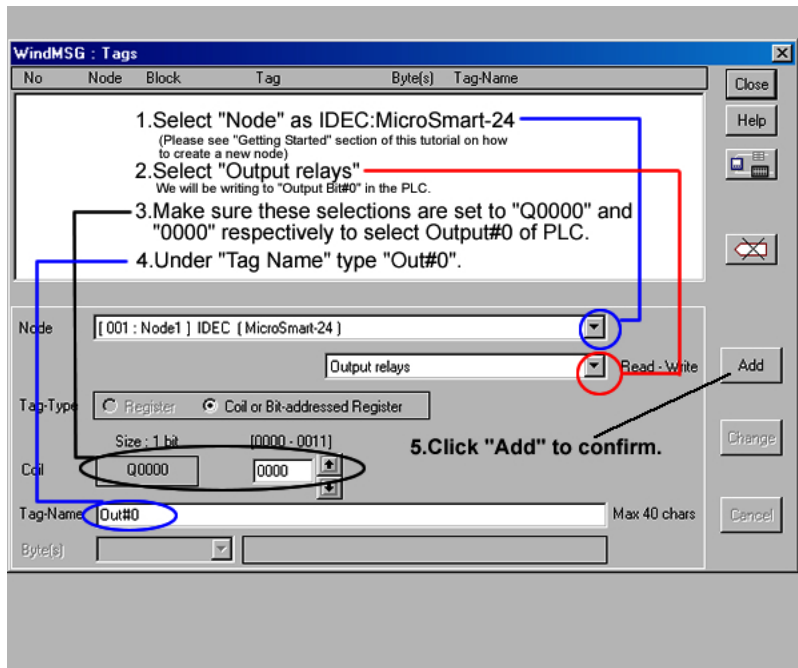 WindMSG : Tags
No Node Block Tag Byte(s) Tag-Name
Close
Help
1.Select "Node" as IDEC:MicroSmart-24
(Please see "Getting Started" section of this tutorial on how
to create a new node)
2.Select "Output relays"
We will be writing to "Output Bit#0" in the PLC.
3.Make sure these selections are set to "Q0000" and
"0000" respectively to select Output#0 of PLC.
4.Under "Tag Name" type "Out#0".
Node [ 001 : Node1 ] IDEC ( MicroSmart-24 )
Output relays Read - Write
Add
Tag-Type Register Coil or Bit-addressed Register
Size : 1 bit [0000 - 0011]
5.Click "Add" to confirm.
Change
Coil Q0000 0000
Tag-Name Out#0 Max 40 chars
Cancel
Byte(s)